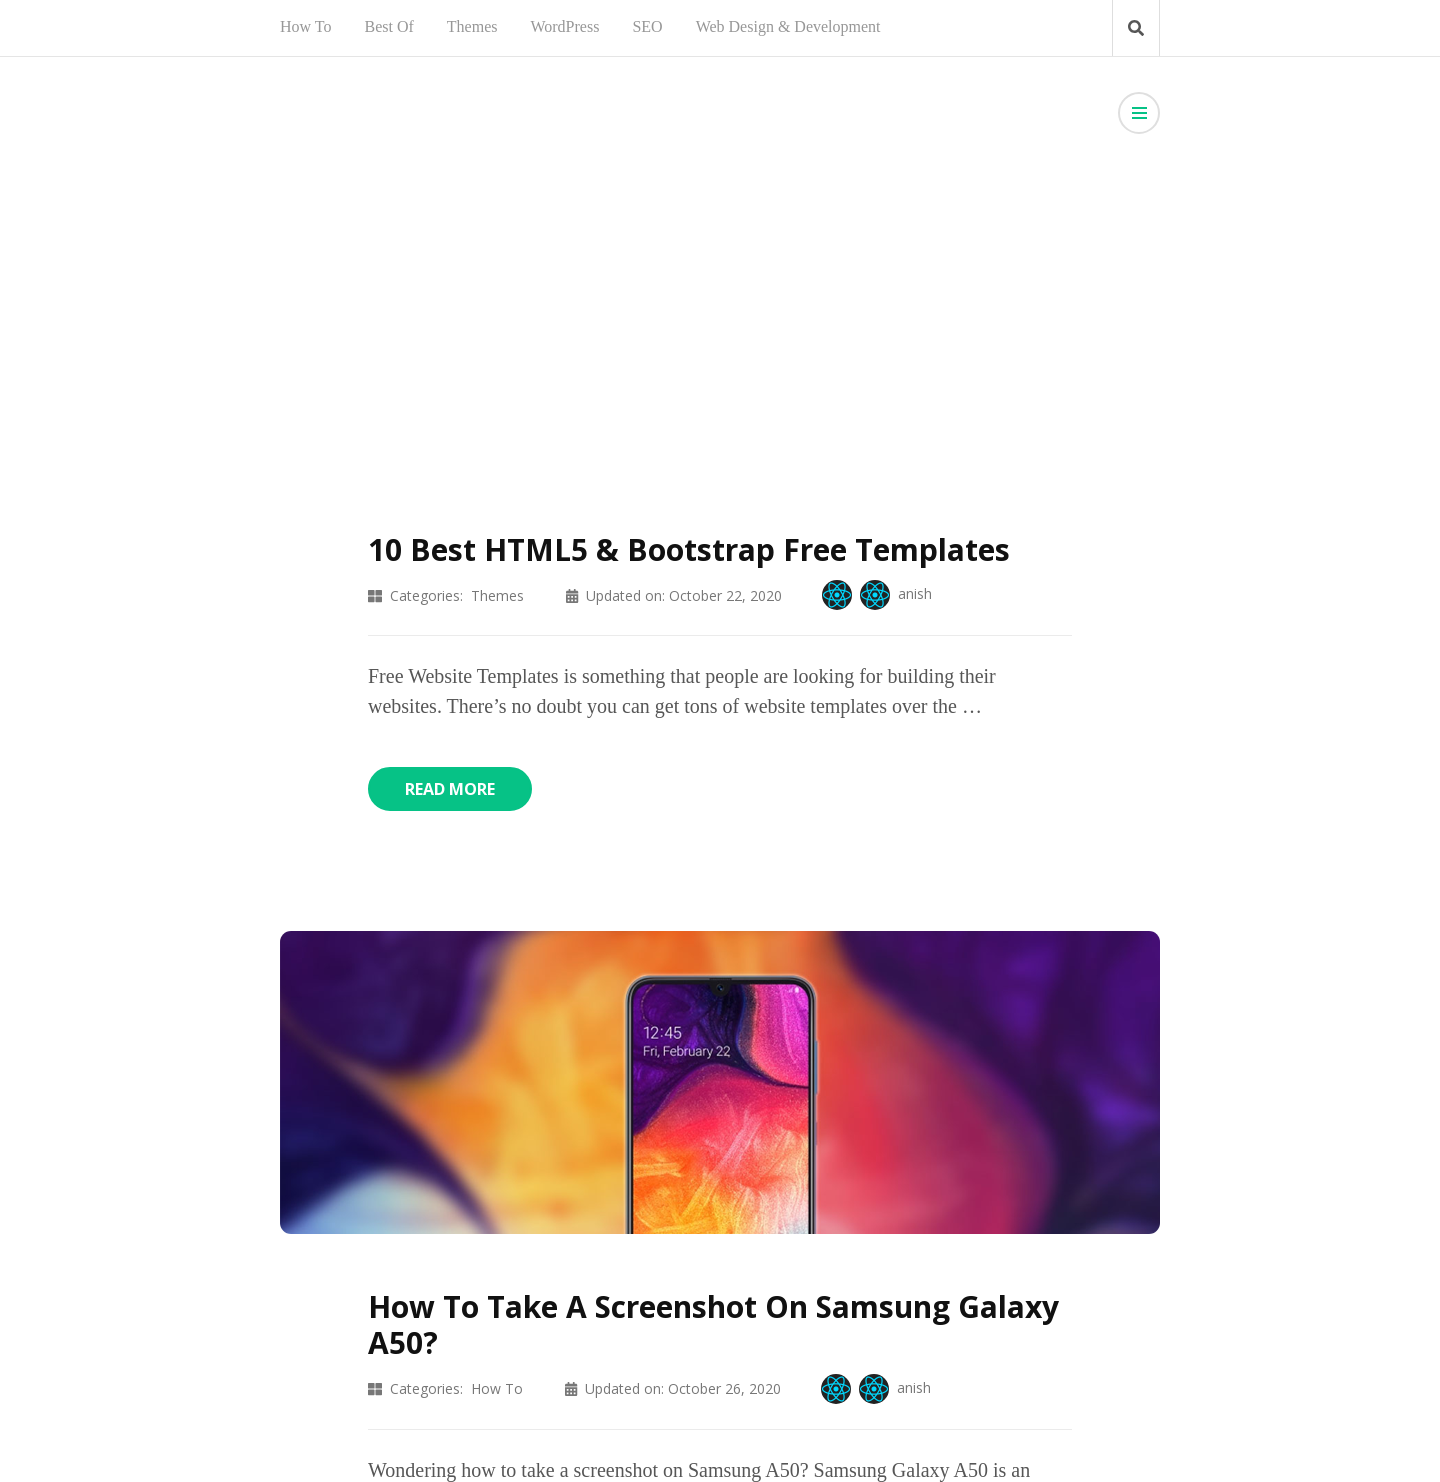 How To Best Of Themes WordPress SEO Web Design & Development
10 Best HTML5 & Bootstrap Free Templates
Categories: Themes Updated on: October 22, 2020 anish
Free Website Templates is something that people are looking for building their
websites. There’s no doubt you can get tons of website templates over the …
READ MORE
12:45
Fri, February 22
How To Take A Screenshot On Samsung Galaxy
A50?
Categories: How To Updated on: October 26, 2020 anish
Wondering how to take a screenshot on Samsung A50? Samsung Galaxy A50 is an